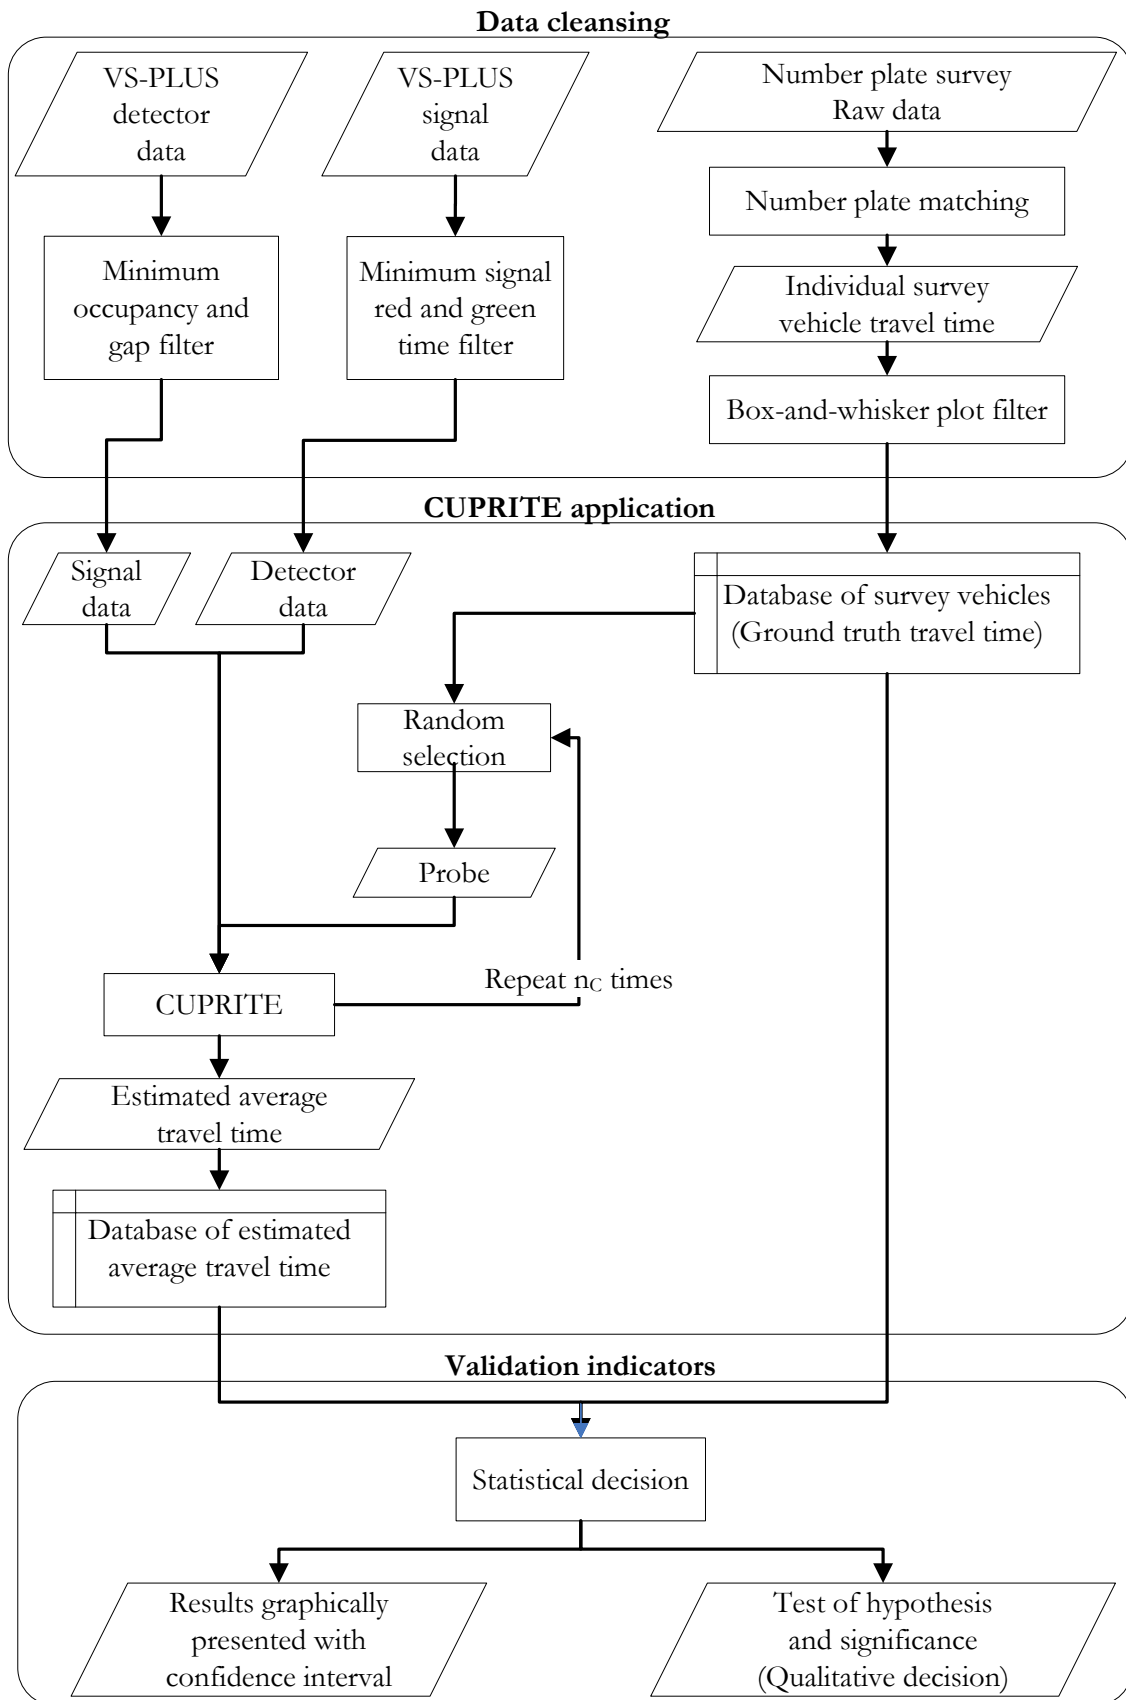 Data cleansing
VS-PLUS
detector
data
VS-PLUS
signal
data
Number plate survey
Raw data
Number plate matching
Minimum
occupancy and
gap filter
Minimum signal
red and green
time filter
Individual survey
vehicle travel time
Box-and-whisker plot filter
CUPRITE application
Signal
data
Detector
data
Database of survey vehicles
(Ground truth travel time)
Random
selection
Probe
Repeat nC times
CUPRITE
Estimated average
travel time
Database of estimated
average travel time
Validation indicators
Statistical decision
Results graphically
presented with
confidence interval
Test of hypothesis
and significance
(Qualitative decision)